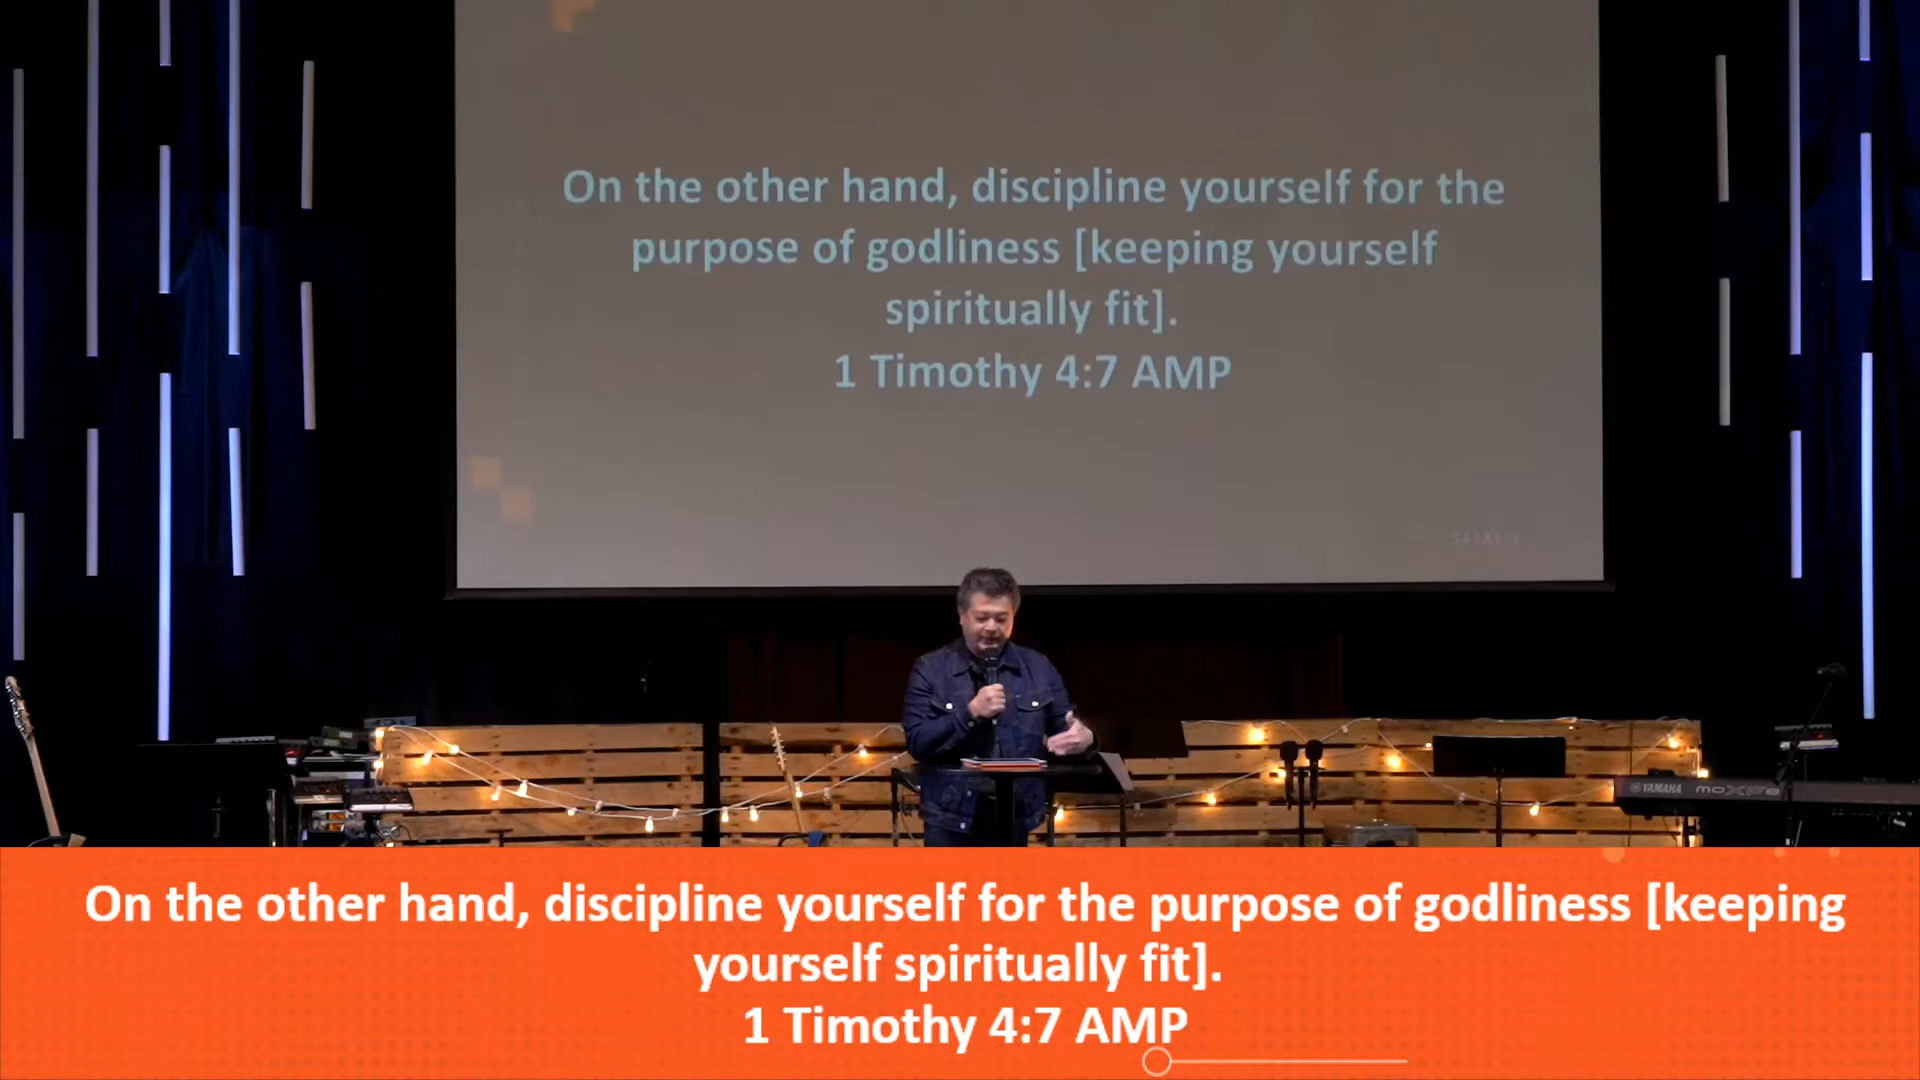 On the other hand, discipline yourself for the
purpose of godliness [keeping yourself
spiritually fit].
1 Timothy 4:7 AMP
YAMAHA MOXF8
On the other hand, discipline yourself for the purpose of godliness [keeping
yourself spiritually fit].
1 Timothy 4:7 AMP